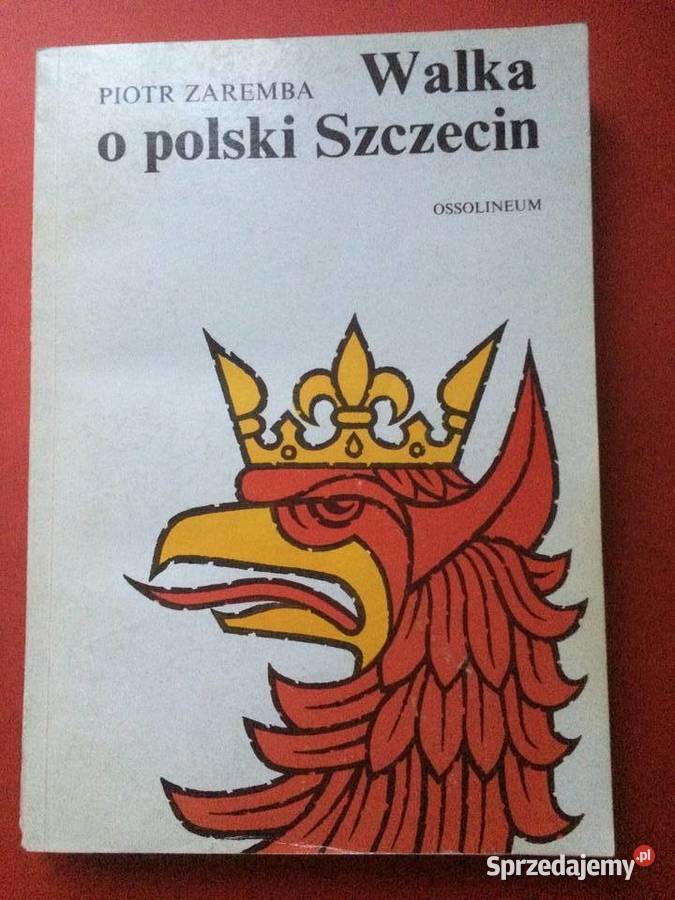 PIOTR ZAREMBA Walka
o polski Szczecin
OSSOLINEUM
Sprzedajemy.pl